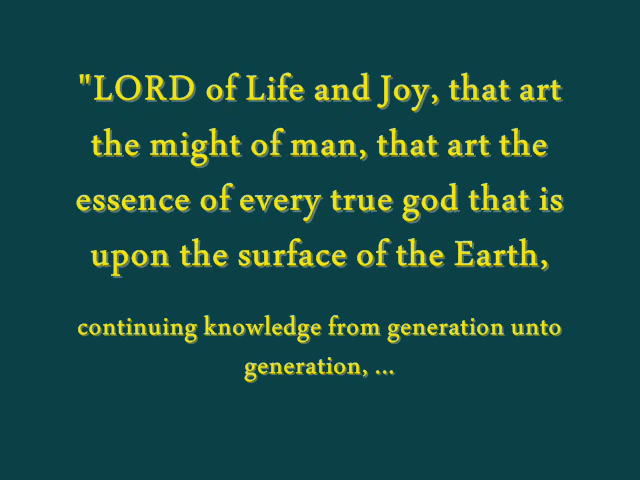 "LORD of Life and Joy, that art
the might of man, that art the
essence of every true god that is
upon the surface of the Earth,
continuing knowledge from generation unto
generation, ...